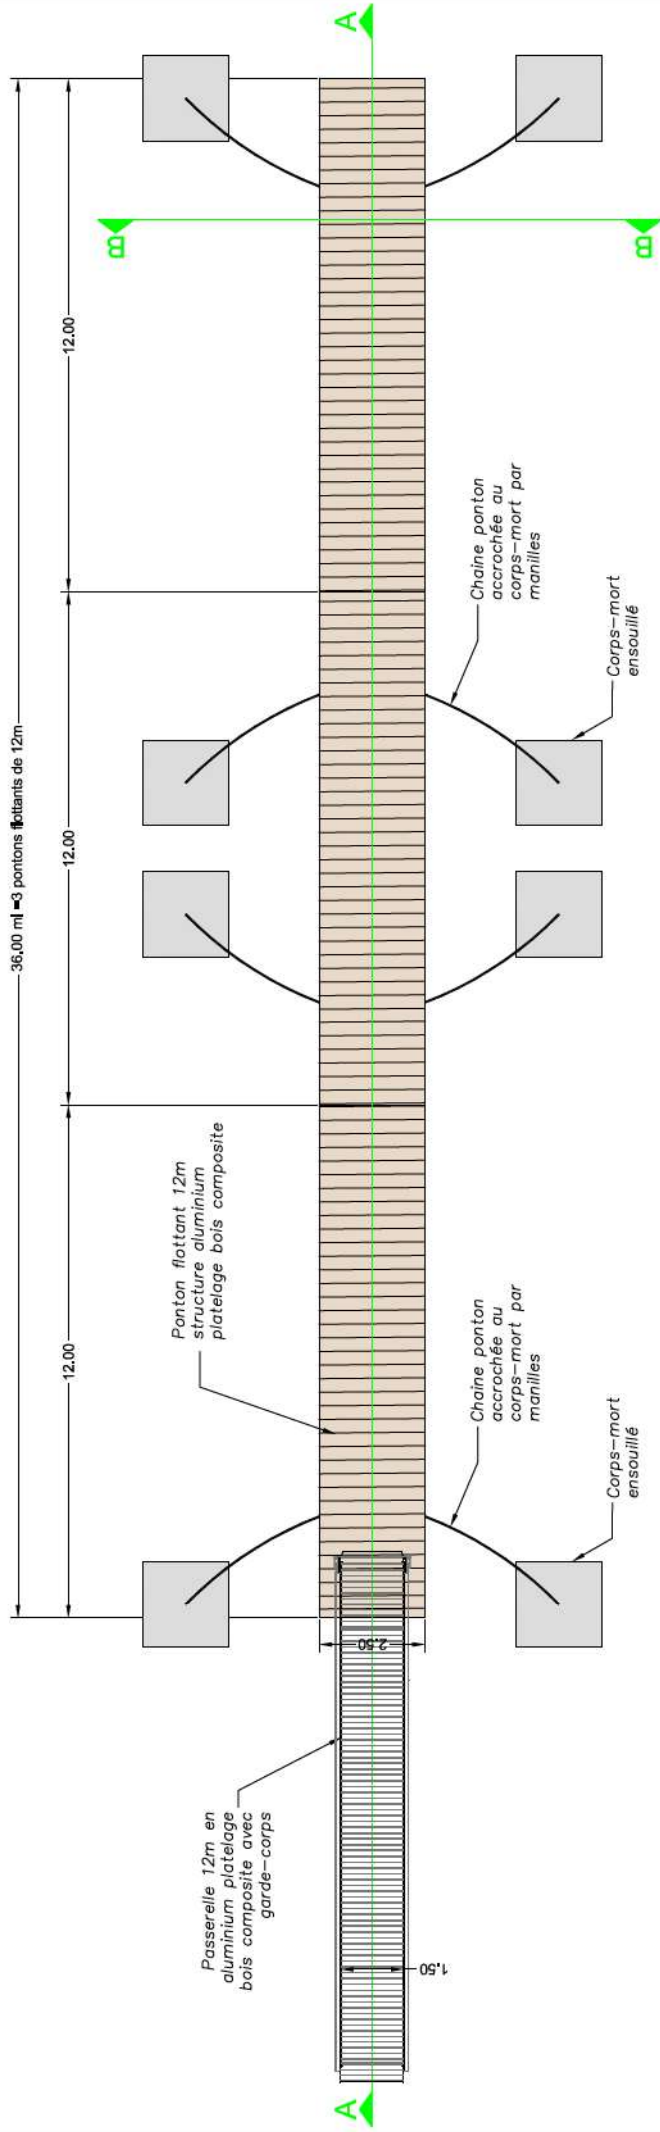 36,00 ml =3 pontons flottants de 12m
12.00
12.00
12.00
A
A
B
B
Passerelle 12m en
aluminium platelage
bois composite avec
garde-corps
Ponton flottant 12m
structure aluminium
platelage bois composite
2.50
1.50
Chaine ponton
accrochée au
corps-mort par
manilles
Corps-mort
ensouillé
Chaine ponton
accrochée au
corps-mort par
manilles
Corps-mort
ensouillé